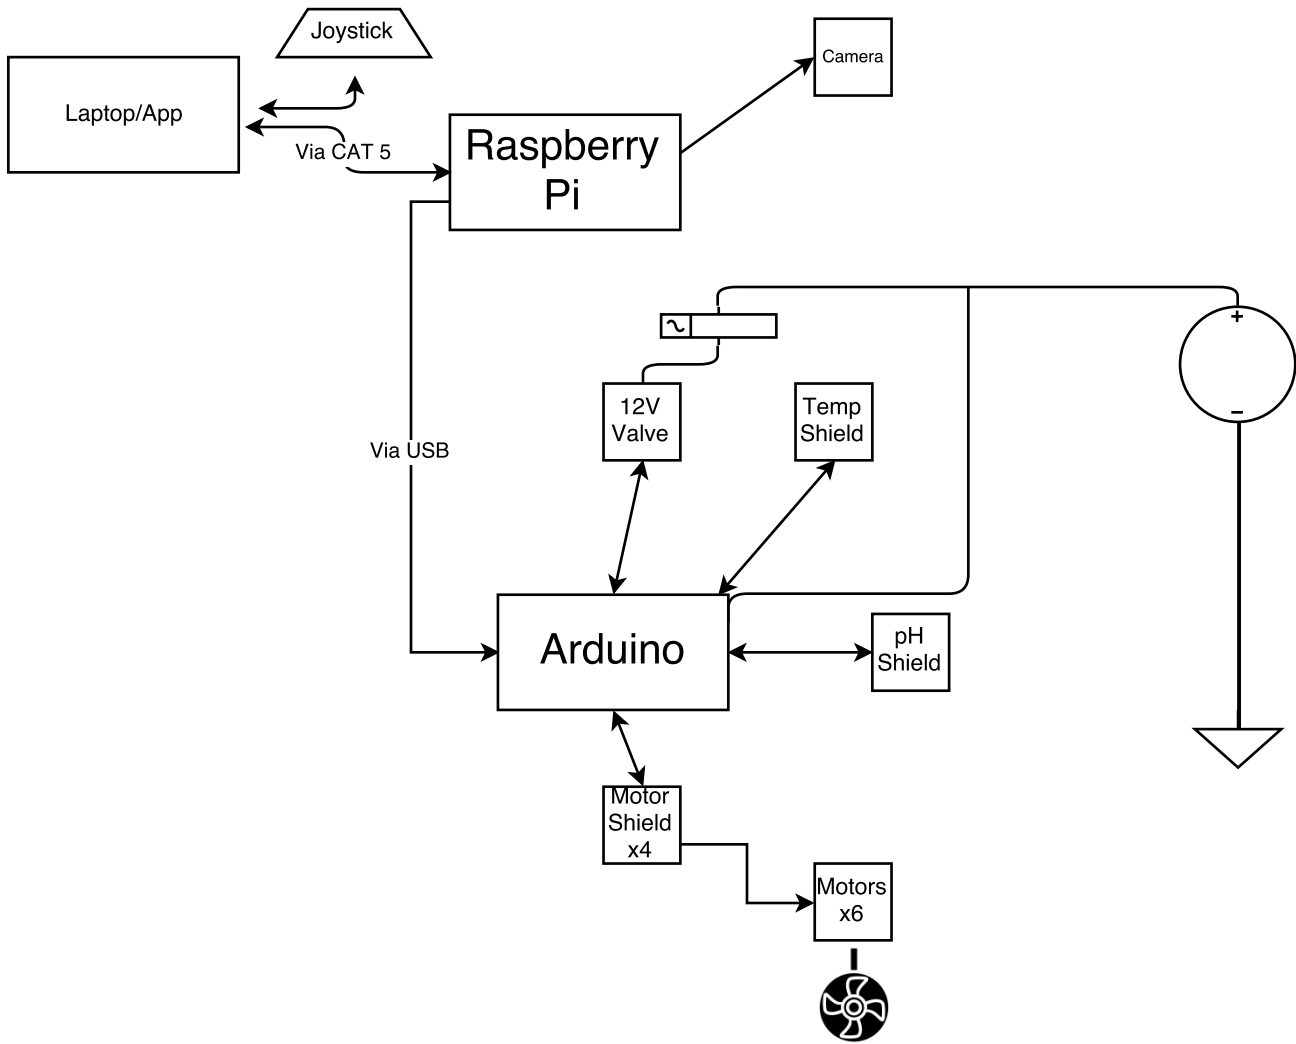 Joystick
Camera
Laptop/App
Via CAT 5
Raspberry
Pi
+
12V
Valve
Temp
Shield
−
Via USB
Arduino
pH
Shield
Motor
Shield
x4
Motors
x6